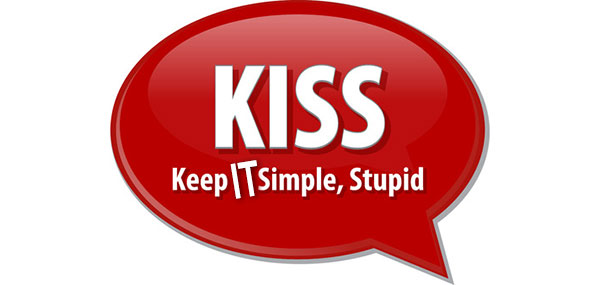 KISS
Keep IT Simple, Stupid